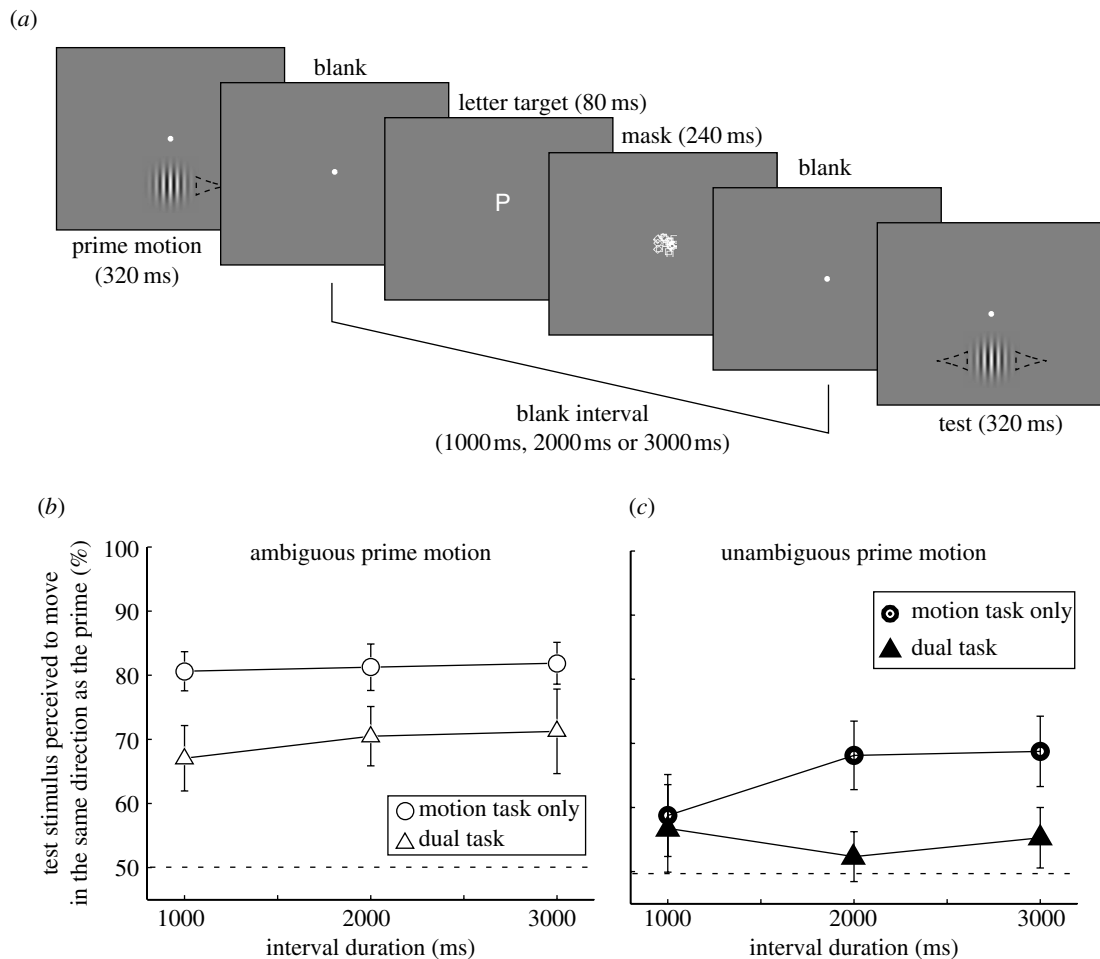 (a)
blank
letter target (80 ms)
mask (240 ms)
blank
P
prime motion
(320 ms)
blank interval
(1000 ms, 2000 ms or 3000 ms)
test (320 ms)
(b)
test stimulus perceived to move
in the same direction as the prime (%)
100
90
80
70
60
50
ambiguous prime motion
motion task only
dual task
1000
2000
3000
interval duration (ms)
(c)
unambiguous prime motion
motion task only
dual task
1000
2000
3000
interval duration (ms)